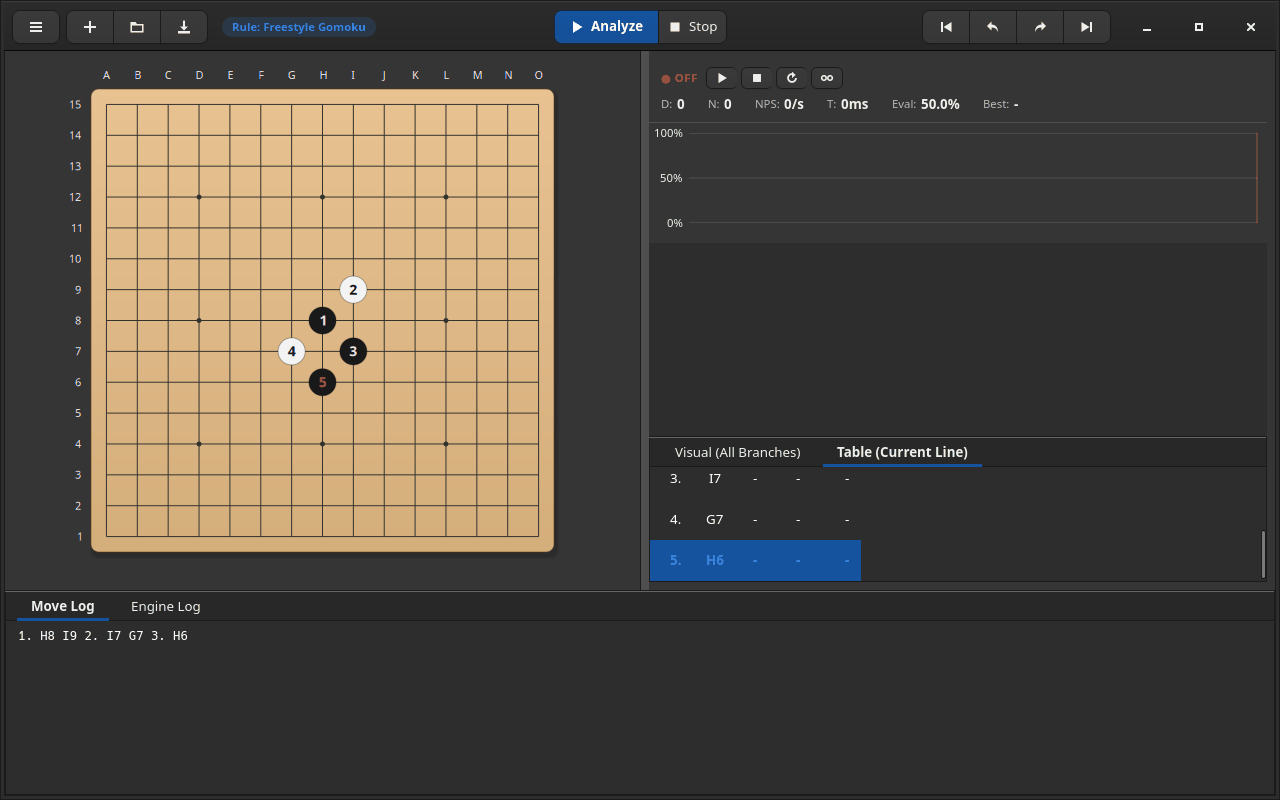 Rule: Freestyle Gomoku
Analyze
Stop
A B C D E F G H I J K L M N O
15
14
13
12
11
10
9
8
7
6
5
4
3
2
1
2
1
4 3
5
OFF
D: 0 N: 0 NPS: 0/s T: 0ms Eval: 50.0% Best: -
100%
50%
0%
Visual (All Branches) Table (Current Line)
3. I7 - - -
4. G7 - - -
5. H6 - - -
Move Log Engine Log
1. H8 I9 2. I7 G7 3. H6